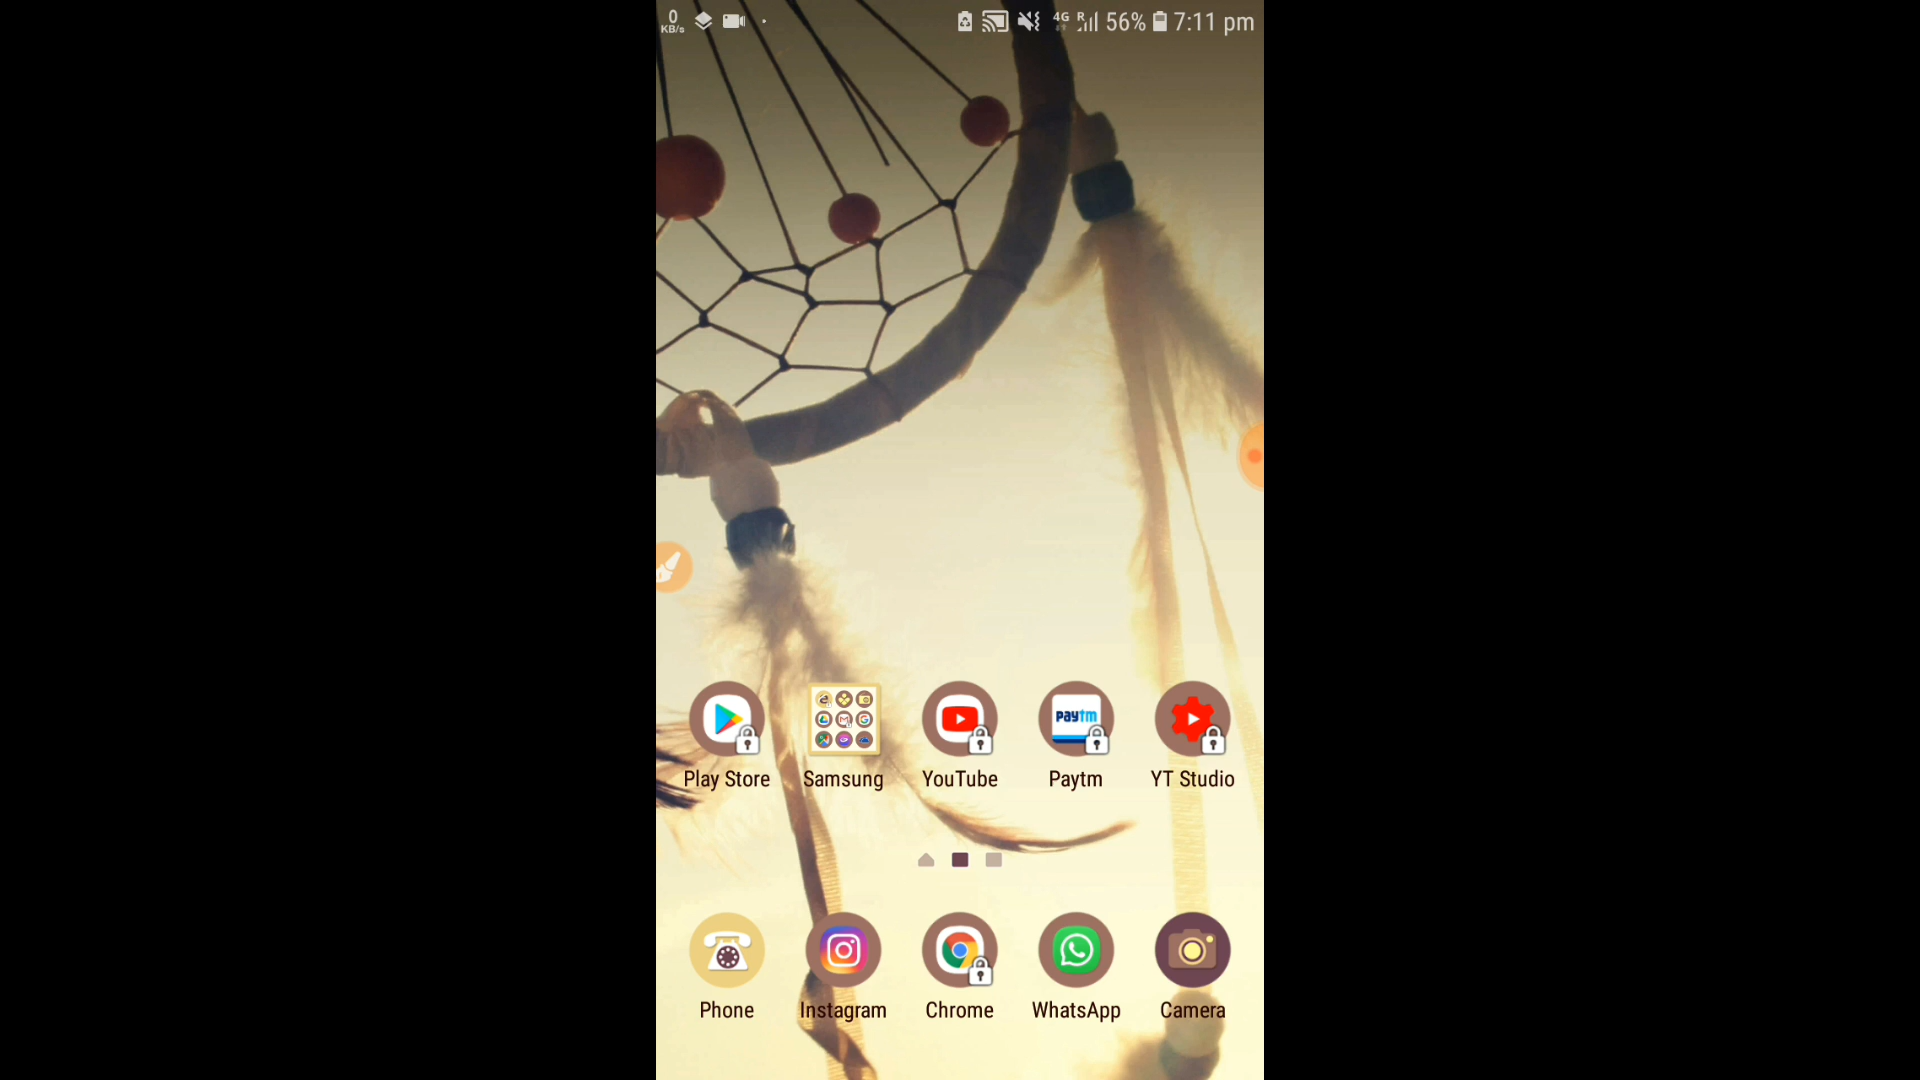 0 KB/s 4G R 56% 7:11 pm
Play Store Samsung YouTube Paytm YT Studio
Phone Instagram Chrome WhatsApp Camera